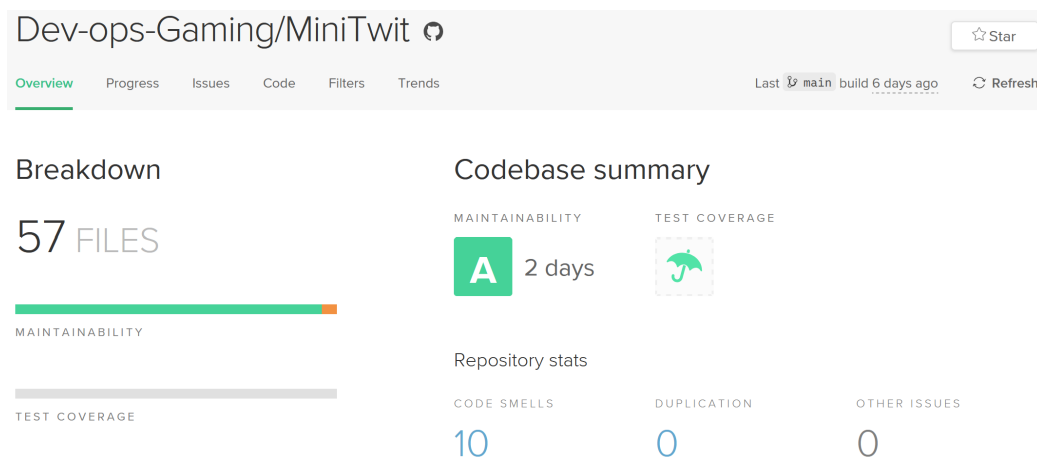 Dev-ops-Gaming/MiniTwit
Star
Overview Progress Issues Code Filters Trends
Last main build 6 days ago Refresh
Breakdown
57 FILES
MAINTAINABILITY
TEST COVERAGE
Codebase summary
MAINTAINABILITY TEST COVERAGE
A 2 days
Repository stats
CODE SMELLS DUPLICATION OTHER ISSUES
10 0 0